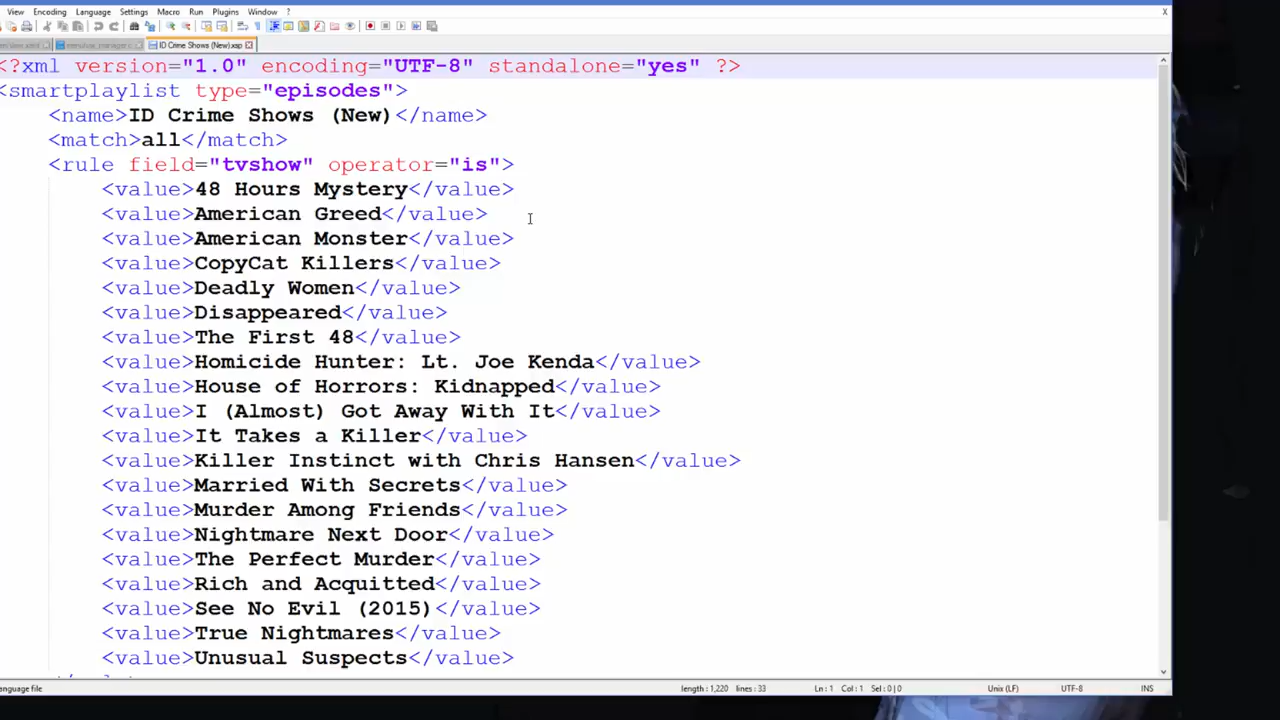 View Encoding Language Settings Macro Run Plugins Window ? X
ID Crime Shows (New).xsp
<?xml version="1.0" encoding="UTF-8" standalone="yes" ?>
<smartplaylist type="episodes">
<name>ID Crime Shows (New)</name>
<match>all</match>
<rule field="tvshow" operator="is">
<value>48 Hours Mystery</value>
<value>American Greed</value>
<value>American Monster</value>
<value>CopyCat Killers</value>
<value>Deadly Women</value>
<value>Disappeared</value>
<value>The First 48</value>
<value>Homicide Hunter: Lt. Joe Kenda</value>
<value>House of Horrors: Kidnapped</value>
<value>I (Almost) Got Away With It</value>
<value>It Takes a Killer</value>
<value>Killer Instinct with Chris Hansen</value>
<value>Married With Secrets</value>
<value>Murder Among Friends</value>
<value>Nightmare Next Door</value>
<value>The Perfect Murder</value>
<value>Rich and Acquitted</value>
<value>See No Evil (2015)</value>
<value>True Nightmares</value>
<value>Unusual Suspects</value>
anguage file length : 1,220 lines : 33 Ln : 1 Col : 1 Sel : 0 | 0 Unix (LF) UTF-8 INS